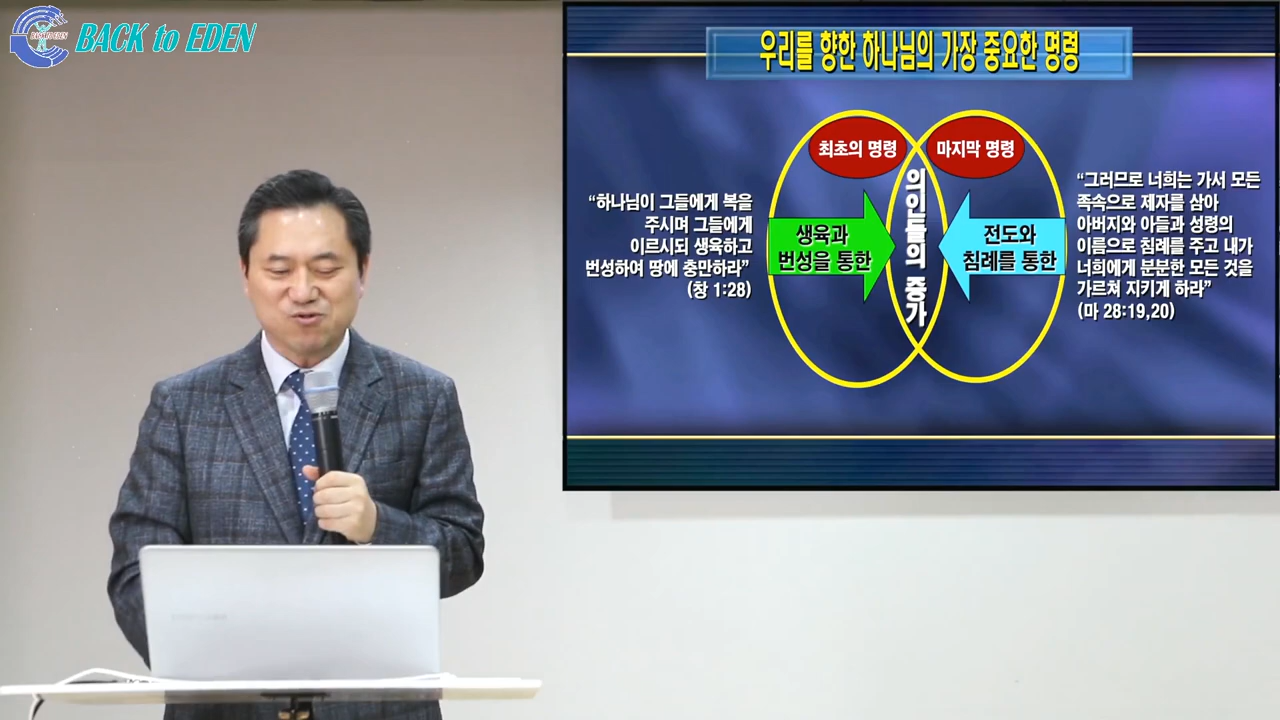 BACK to EDEN
BACK TO EDEN
우리를 향한 하나님의 가장 중요한 명령
최초의 명령
마지막 명령
“하나님이 그들에게 복을
주시며 그들에게
이르시되 생육하고
번성하여 땅에 충만하라”
(창 1:28)
생육과
번성을 통한
의인들의 증가
전도와
침례를 통한
“그러므로 너희는 가서 모든
족속으로 제자를 삼아
아버지와 아들과 성령의
이름으로 침례를 주고 내가
너희에게 분분한 모든 것을
가르쳐 지키게 하라”
(마 28:19,20)